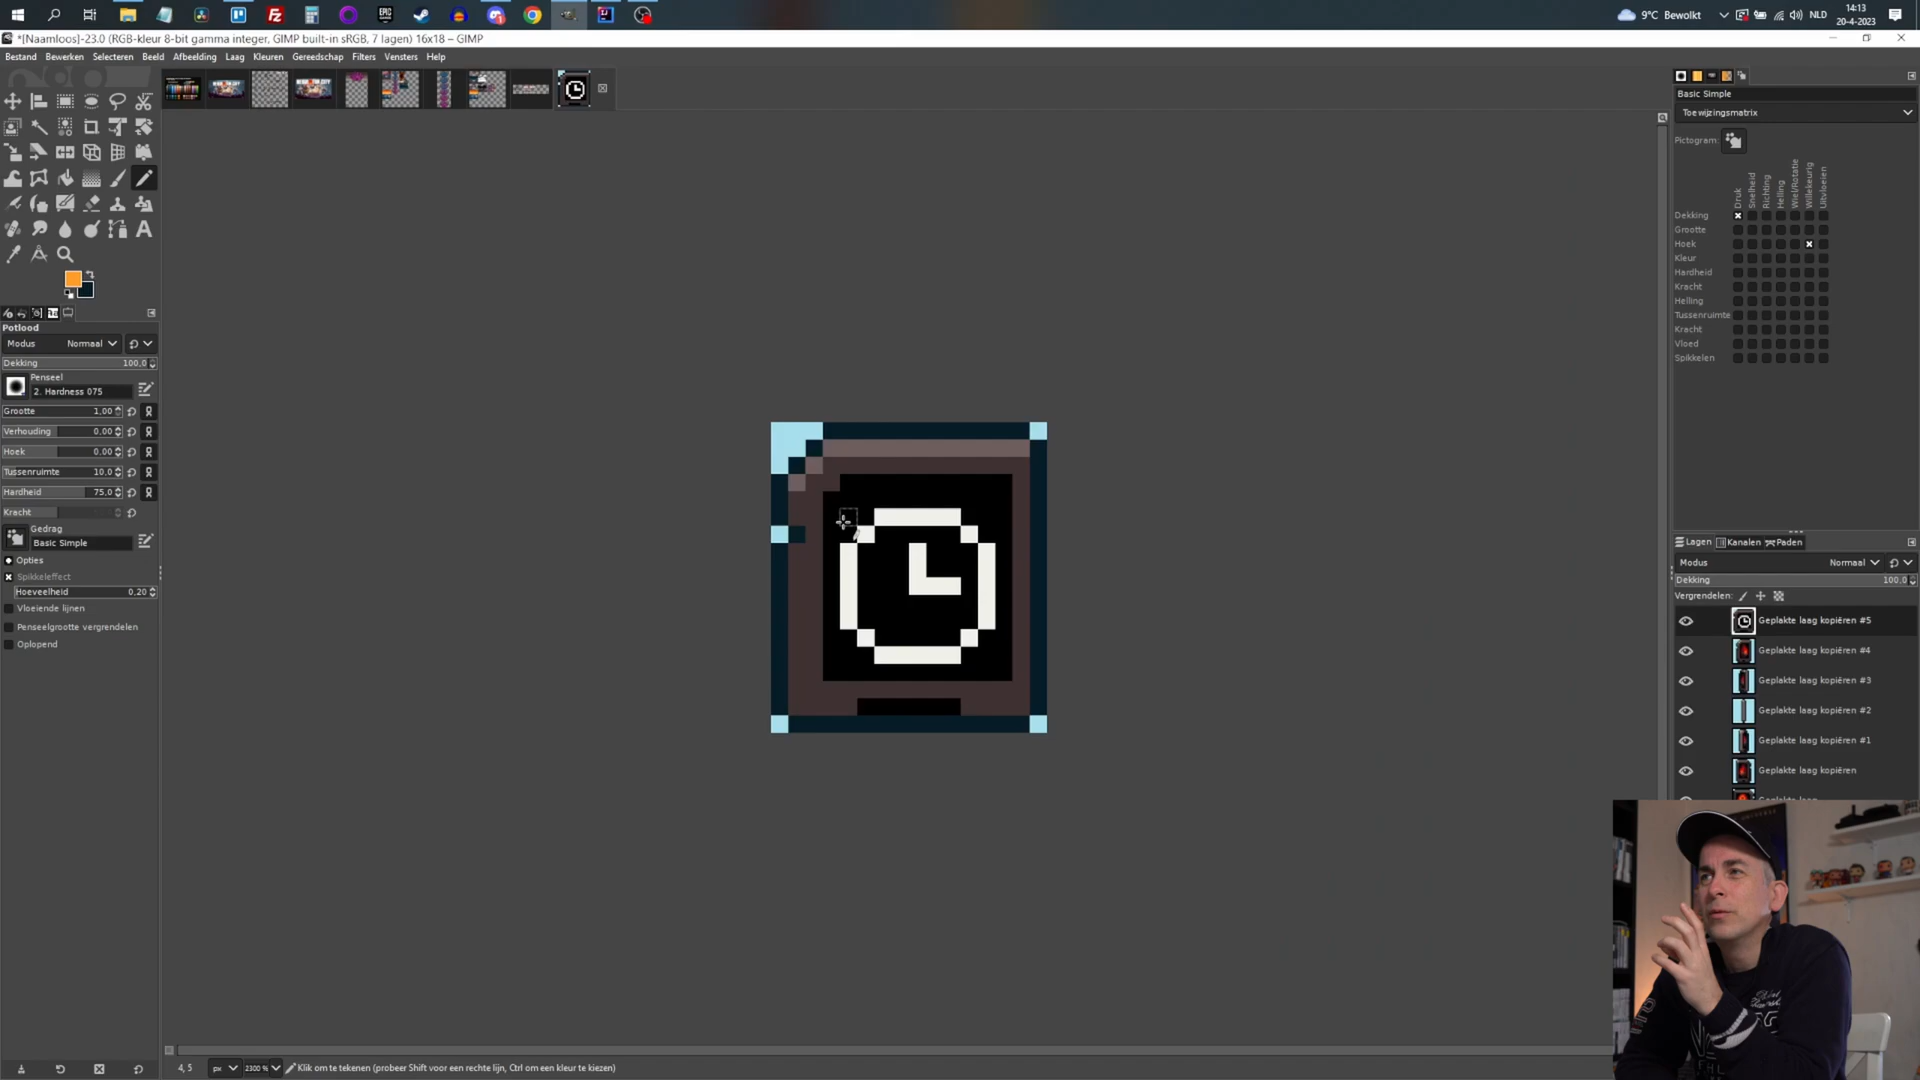 14:13
9°C Bewolkt
NLD
20-4-2023
*[Naamloos]-23.0 (RGB-kleur 8-bit gamma integer, GIMP built-in sRGB, 7 lagen) 16x18 – GIMP
Bestand Bewerken Selecteren Beeld Laag Kleuren Gereedschap Filters Vensters Help
Afbeelding
Basic Simple
Toewijzingsmatrix
Pictogram:
Druk Snelheid Richting Helling Wiel/Rotatie Willekeurig Uitvloeien
Dekking
Grootte
Hoek
Kleur
Hardheid
Kracht
Helling
Tussenruimte
Kracht
Vloed
Spikkelen
Potlood
Modus Normaal
Dekking 100,0
Penseel
2. Hardness 075
Grootte 1,00
Verhouding 0,00
Hoek 0,00
Tussenruimte 10,0
Hardheid 75,0
Kracht
Gedrag
Basic Simple
Opties
Spikkeleffect
Hoeveelheid 0,20
Vloeiende lijnen
Penseelgrootte vergrendelen
Oplopend
Lagen Kanalen Paden
Modus Normaal
Dekking 100,0
Vergrendelen:
Geplakte laag kopiëren #5
Geplakte laag kopiëren #4
Geplakte laag kopiëren #3
Geplakte laag kopiëren #2
Geplakte laag kopiëren #1
Geplakte laag kopiëren
4, 5 px 2300 % Klik om te tekenen (probeer Shift voor een rechte lijn, Ctrl om een kleur te kiezen)